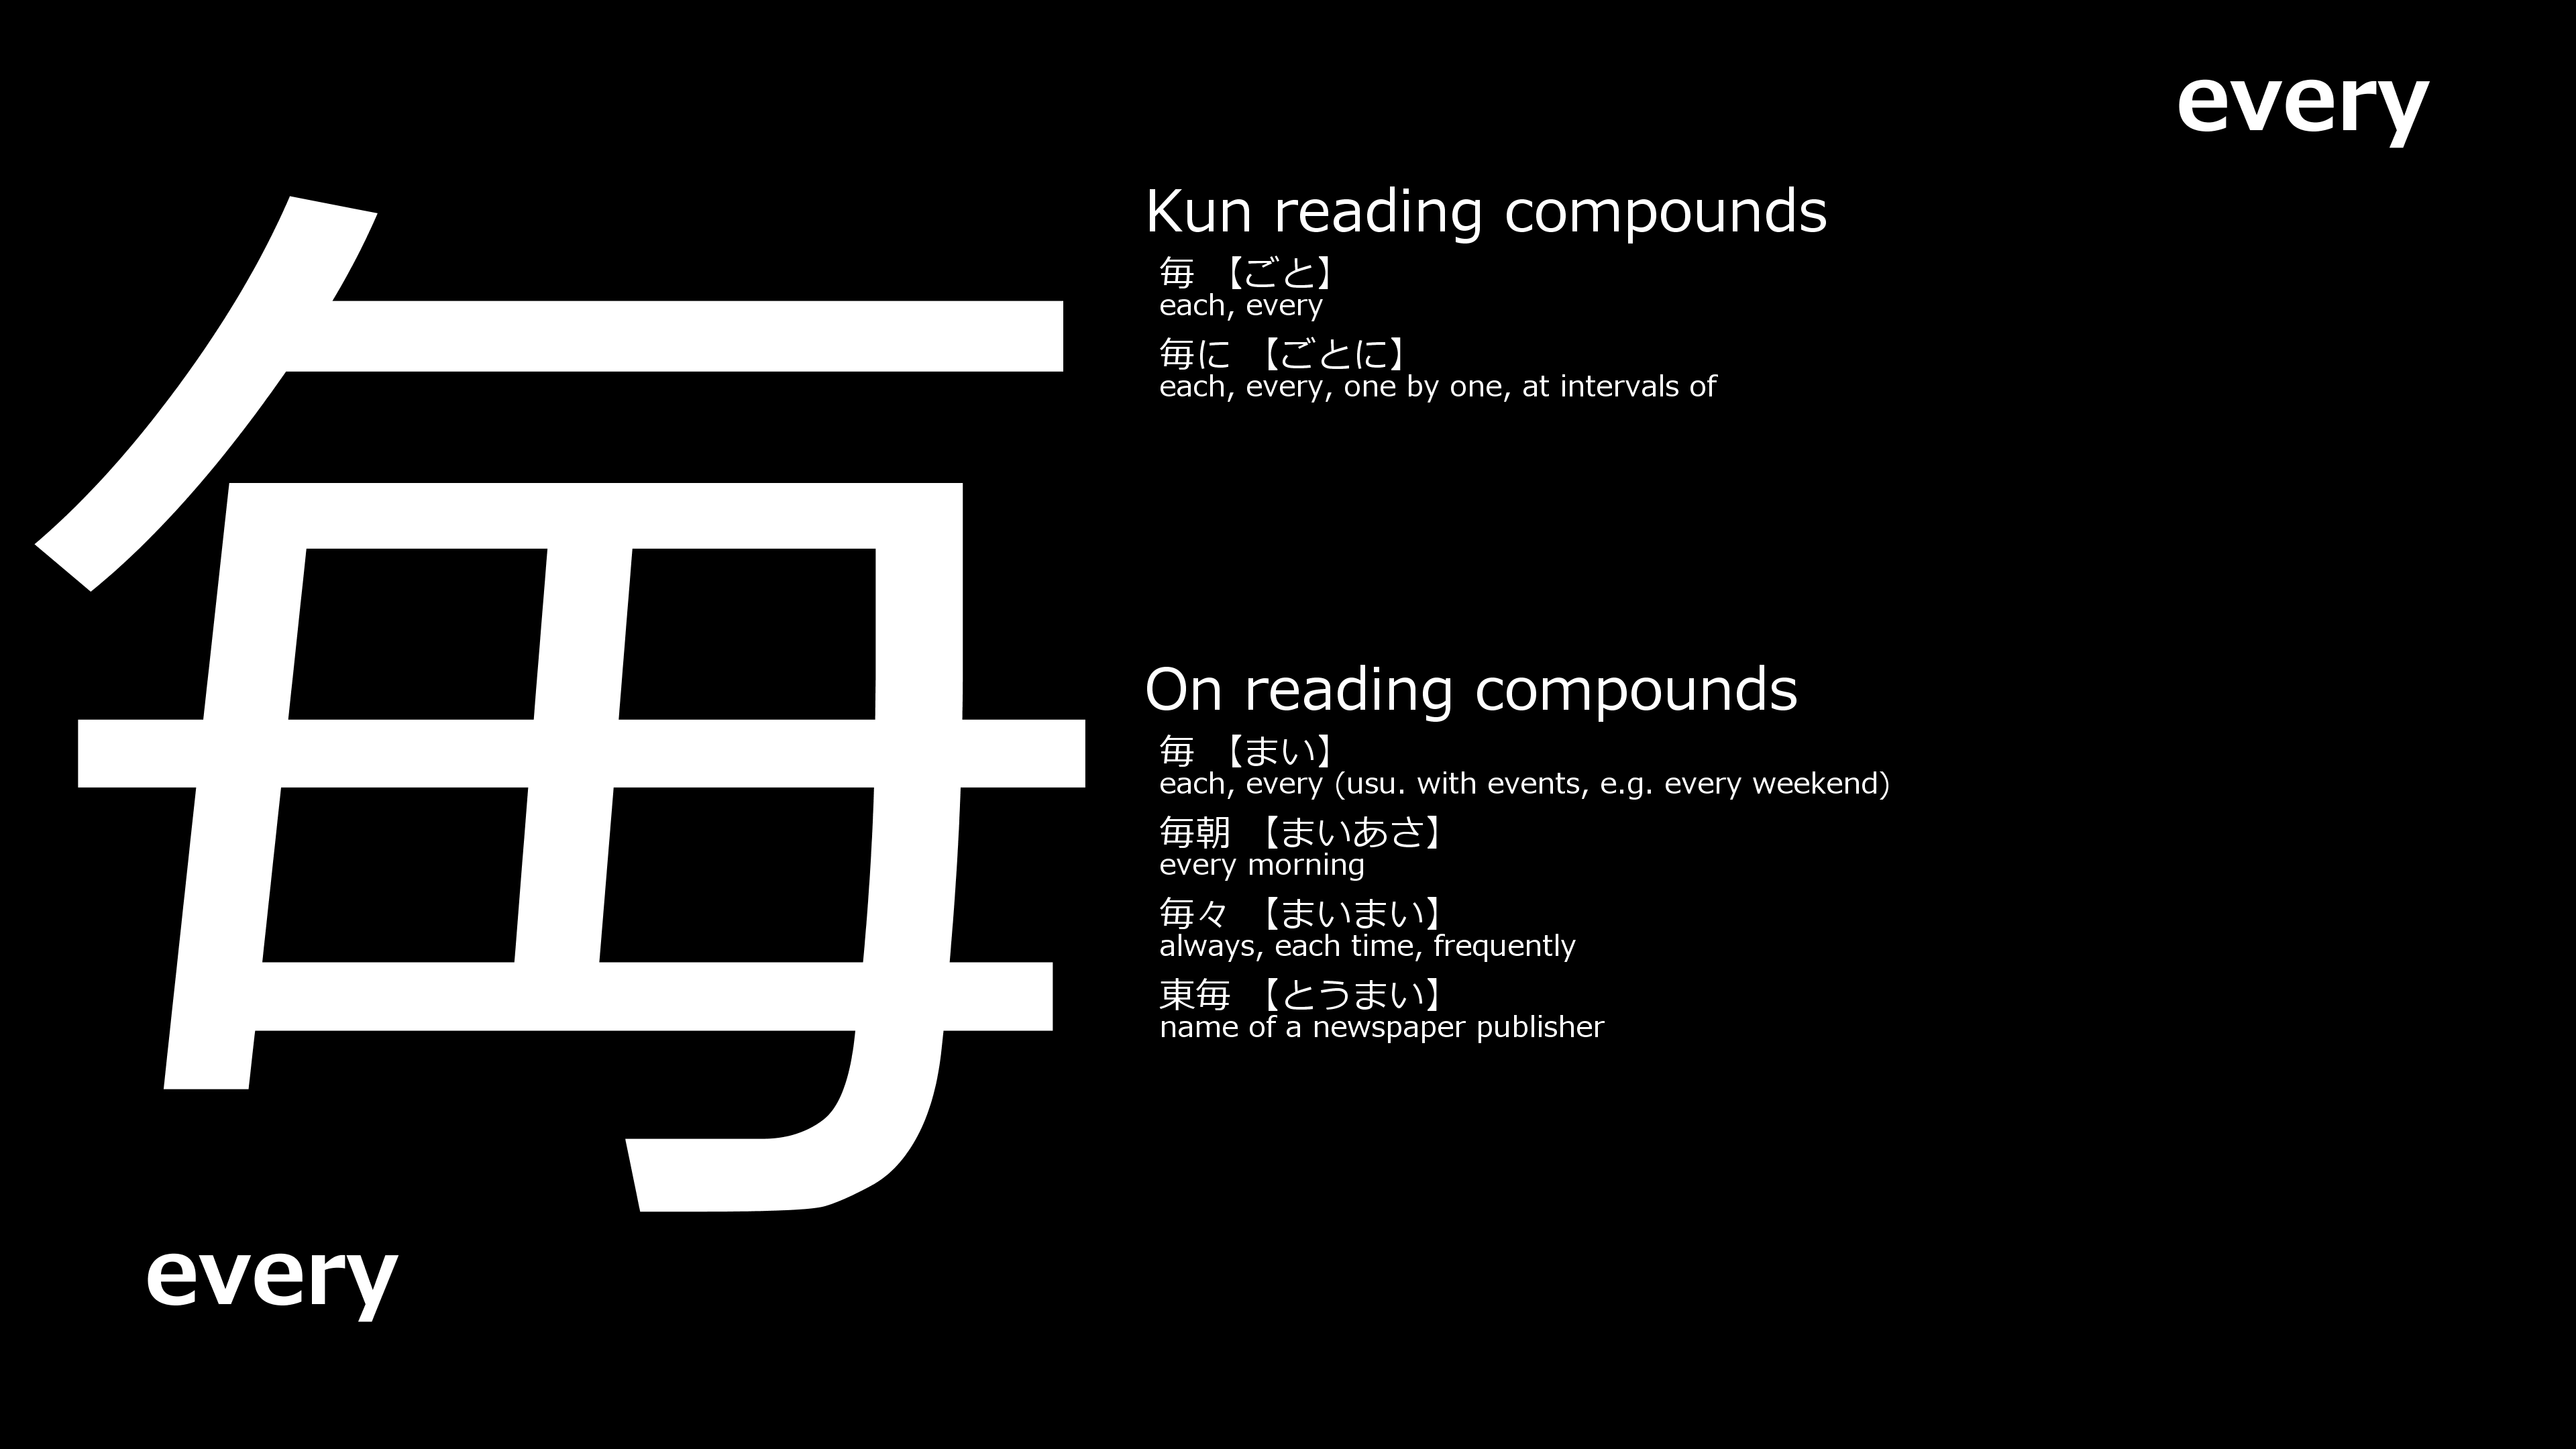 every
毎
Kun reading compounds
毎 【ごと】
each, every
毎に 【ごとに】
each, every, one by one, at intervals of
On reading compounds
毎 【まい】
each, every (usu. with events, e.g. every weekend)
毎朝 【まいあさ】
every morning
毎々 【まいまい】
always, each time, frequently
東毎 【とうまい】
name of a newspaper publisher
every